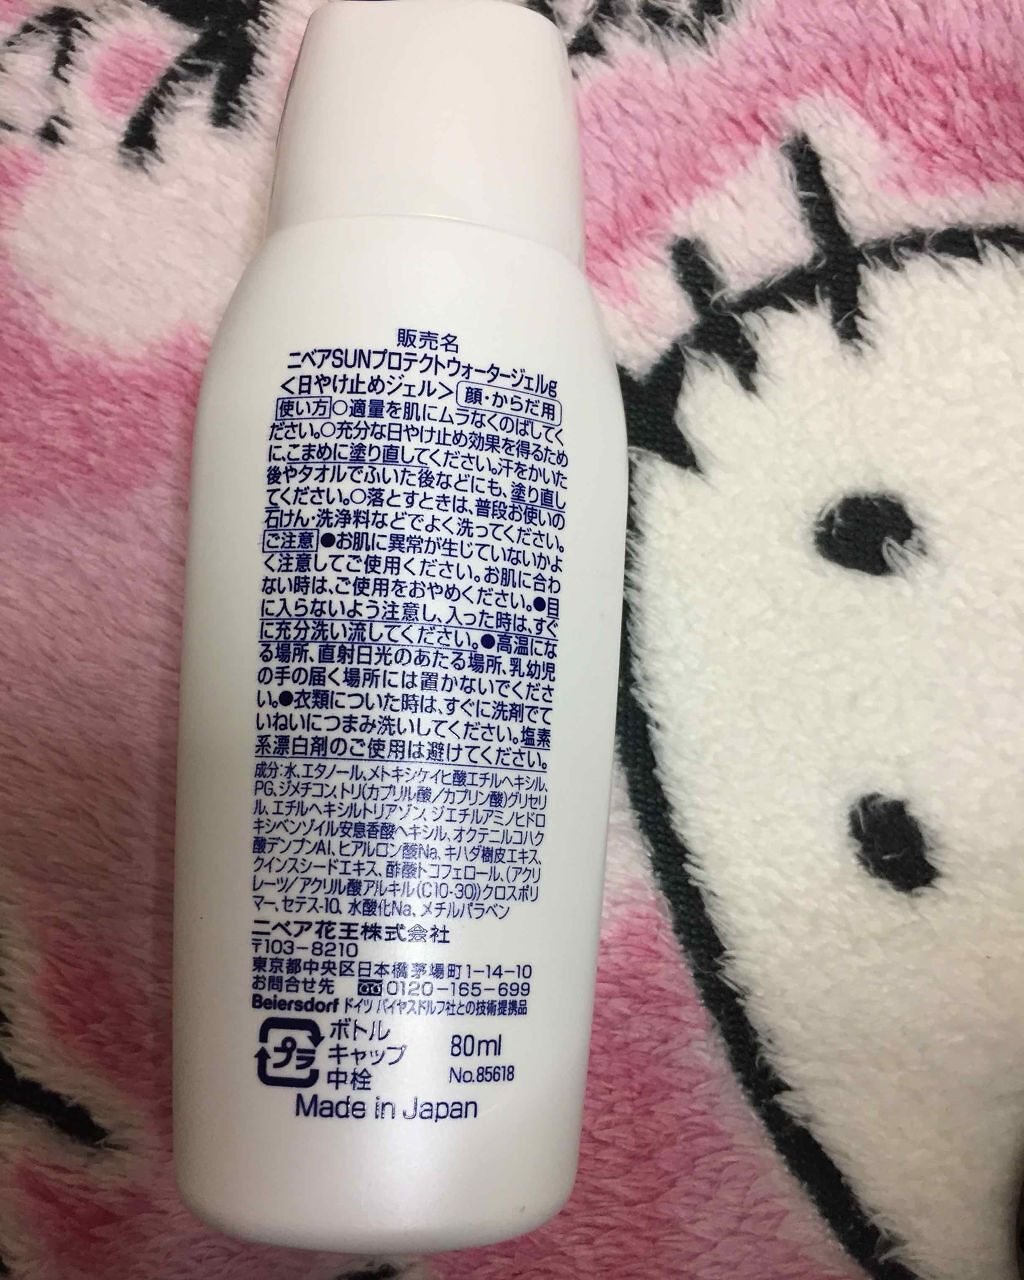 販売名
ニベアSUNプロテクトウォータージェルg
＜日やけ止めジェル＞ 顔・からだ用
使い方 ○適量を肌にムラなくのばしてく
ださい。○充分な日やけ止め効果を得るため
に、こまめに塗り直してください。汗をかいた
後やタオルでふいた後などにも、塗り直し
てください。○落とすときは、普段お使いの
石けん・洗浄料などでよく洗ってください。
ご注意 ●お肌に異常が生じていないかよ
く注意してご使用ください。お肌に合わ
ない時は、ご使用をおやめください。●目
に入らないよう注意し、入った時は、すぐ
に充分洗い流してください。●高温にな
る場所、直射日光のあたる場所、乳幼児
の手の届く場所には置かないでくださ
い。●衣類についた時は、すぐに洗剤でて
いねいにつまみ洗いしてください。塩素
系漂白剤のご使用は避けてください。
成分：水、エタノール、メトキシケイヒ酸エチルヘキシル、
PG、ジメチコン、トリ(カプリル酸／カプリン酸)グリセリ
ル、エチルヘキシルトリアゾン、ジエチルアミノヒドロ
キシベンゾイル安息香酸ヘキシル、オクテニルコハク
酸デンプンAl、ヒアルロン酸Na、キハダ樹皮エキス、
クインスシードエキス、酢酸トコフェロール、(アクリ
レーツ／アクリル酸アルキル(C10-30))クロスポリ
マー、セテス-10、水酸化Na、メチルパラベン
ニベア花王株式会社
〒103-8210
東京都中央区日本橋茅場町1-14-10
お問合せ先 0120-165-699
Beiersdorf ドイツ バイヤスドルフ社との技術提携品
プラ
ボトル
キャップ
中栓
80ml
No.85618
Made in Japan